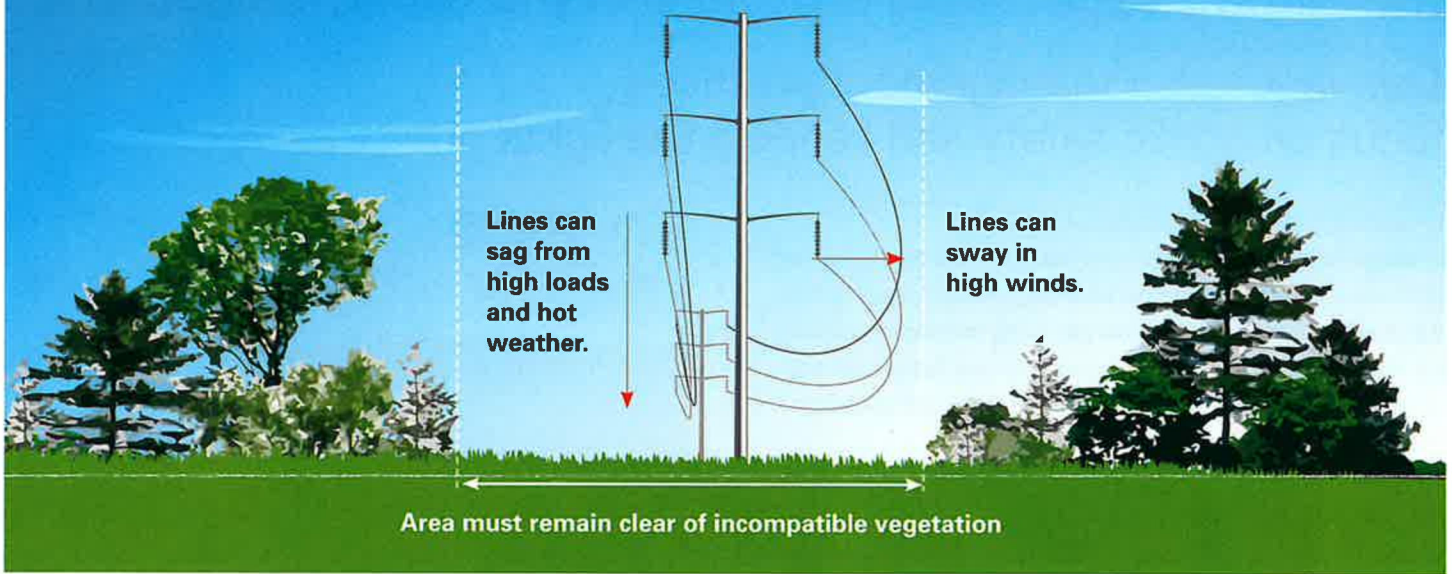 Lines can
sag from
high loads
and hot
weather.
Lines can
sway in
high winds.
Area must remain clear of incompatible vegetation